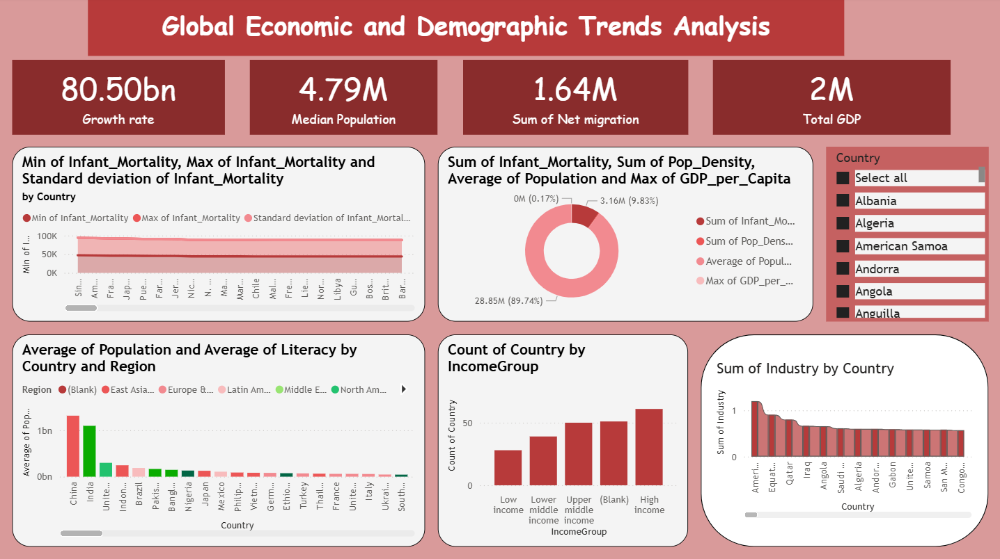 Global Economic and Demographic Trends Analysis
80.50bn
Growth rate
4.79M
Median Population
1.64M
Sum of Net migration
2M
Total GDP
Min of Infant_Mortality, Max of Infant_Mortality and
Standard deviation of Infant_Mortality
by Country
Min of Infant_Mortality Max of Infant_Mortality Standard deviation of Infant_Mortal...
Min of I...
100K
50K
0K
Sin...
Am...
Fra...
Jap...
Pue...
Far...
Jer...
Nic...
N. ...
Ma...
Mar...
Chile
Mal...
Fre...
Lie...
Nor...
Libya
Gu...
Bos...
Brit...
Bar...
Sum of Infant_Mortality, Sum of Pop_Density,
Average of Population and Max of GDP_per_Capita
0M (0.17%)
3.16M (9.83%)
28.85M (89.74%)
Sum of Infant_Mo...
Sum of Pop_Dens...
Average of Popul...
Max of GDP_per_...
Country
Select all
Albania
Algeria
American Samoa
Andorra
Angola
Anguilla
Average of Population and Average of Literacy by
Country and Region
Region (Blank) East Asia... Europe &... Latin Am... Middle E... North Am...
Average of Pop...
1bn
0bn
China
India
Unite...
Indon...
Brazil
Pakis...
Bangl...
Nigeria
Japan
Mexico
Philip...
Vietn...
Germ...
Ethio...
Turkey
Thail...
France
Unite...
Italy
Ukrai...
South...
Country
Count of Country by
IncomeGroup
Count of Country
50
0
Low
income
Lower
middle
income
Upper
middle
income
(Blank)
High
income
IncomeGroup
Sum of Industry by Country
Sum of Industry
1
0
Ameri...
Equat...
Qatar
Iraq
Angola
Saudi ...
Algeria
Andor...
Gabon
Unite...
Samoa
San M...
Congo...
Country